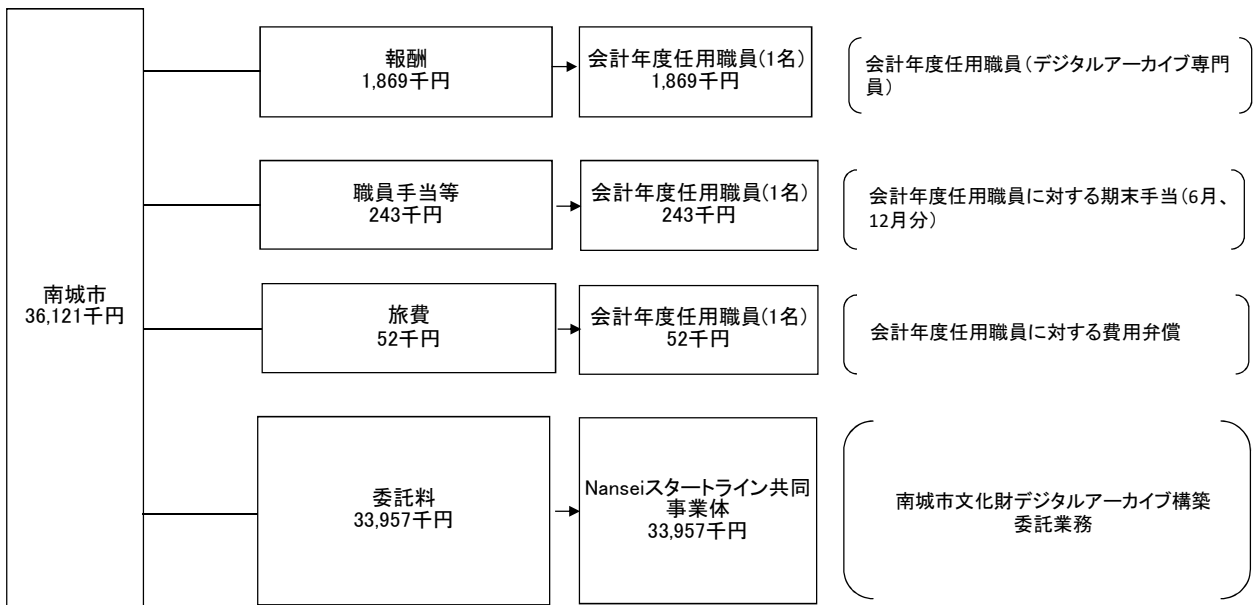 南城市
36,121千円
報酬
1,869千円
会計年度任用職員(1名)
1,869千円
会計年度任用職員(デジタルアーカイブ専門
員)
職員手当等
243千円
会計年度任用職員(1名)
243千円
会計年度任用職員に対する期末手当(6月、
12月分)
旅費
52千円
会計年度任用職員(1名)
52千円
会計年度任用職員に対する費用弁償
委託料
33,957千円
Nanseiスタートライン共同
事業体
33,957千円
南城市文化財デジタルアーカイブ構築
委託業務